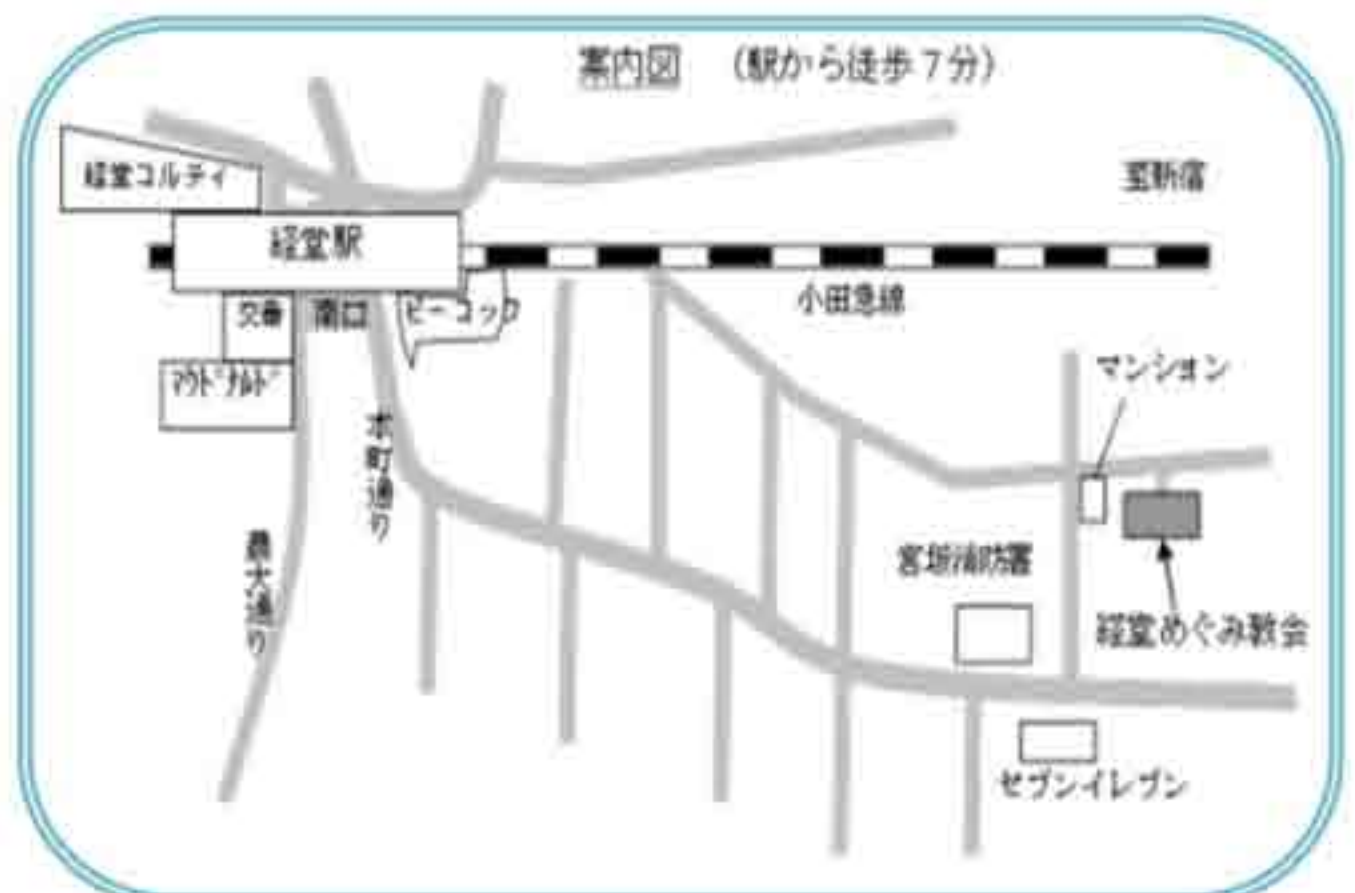 案内図 (駅から徒歩7分)
経堂コルティ
至新宿
経堂駅
小田急線
交番
南口
ピーコック
マクドナルド
マンション
本町通り
農大通り
宮坂消防署
経堂めぐみ教会
セブンイレブン